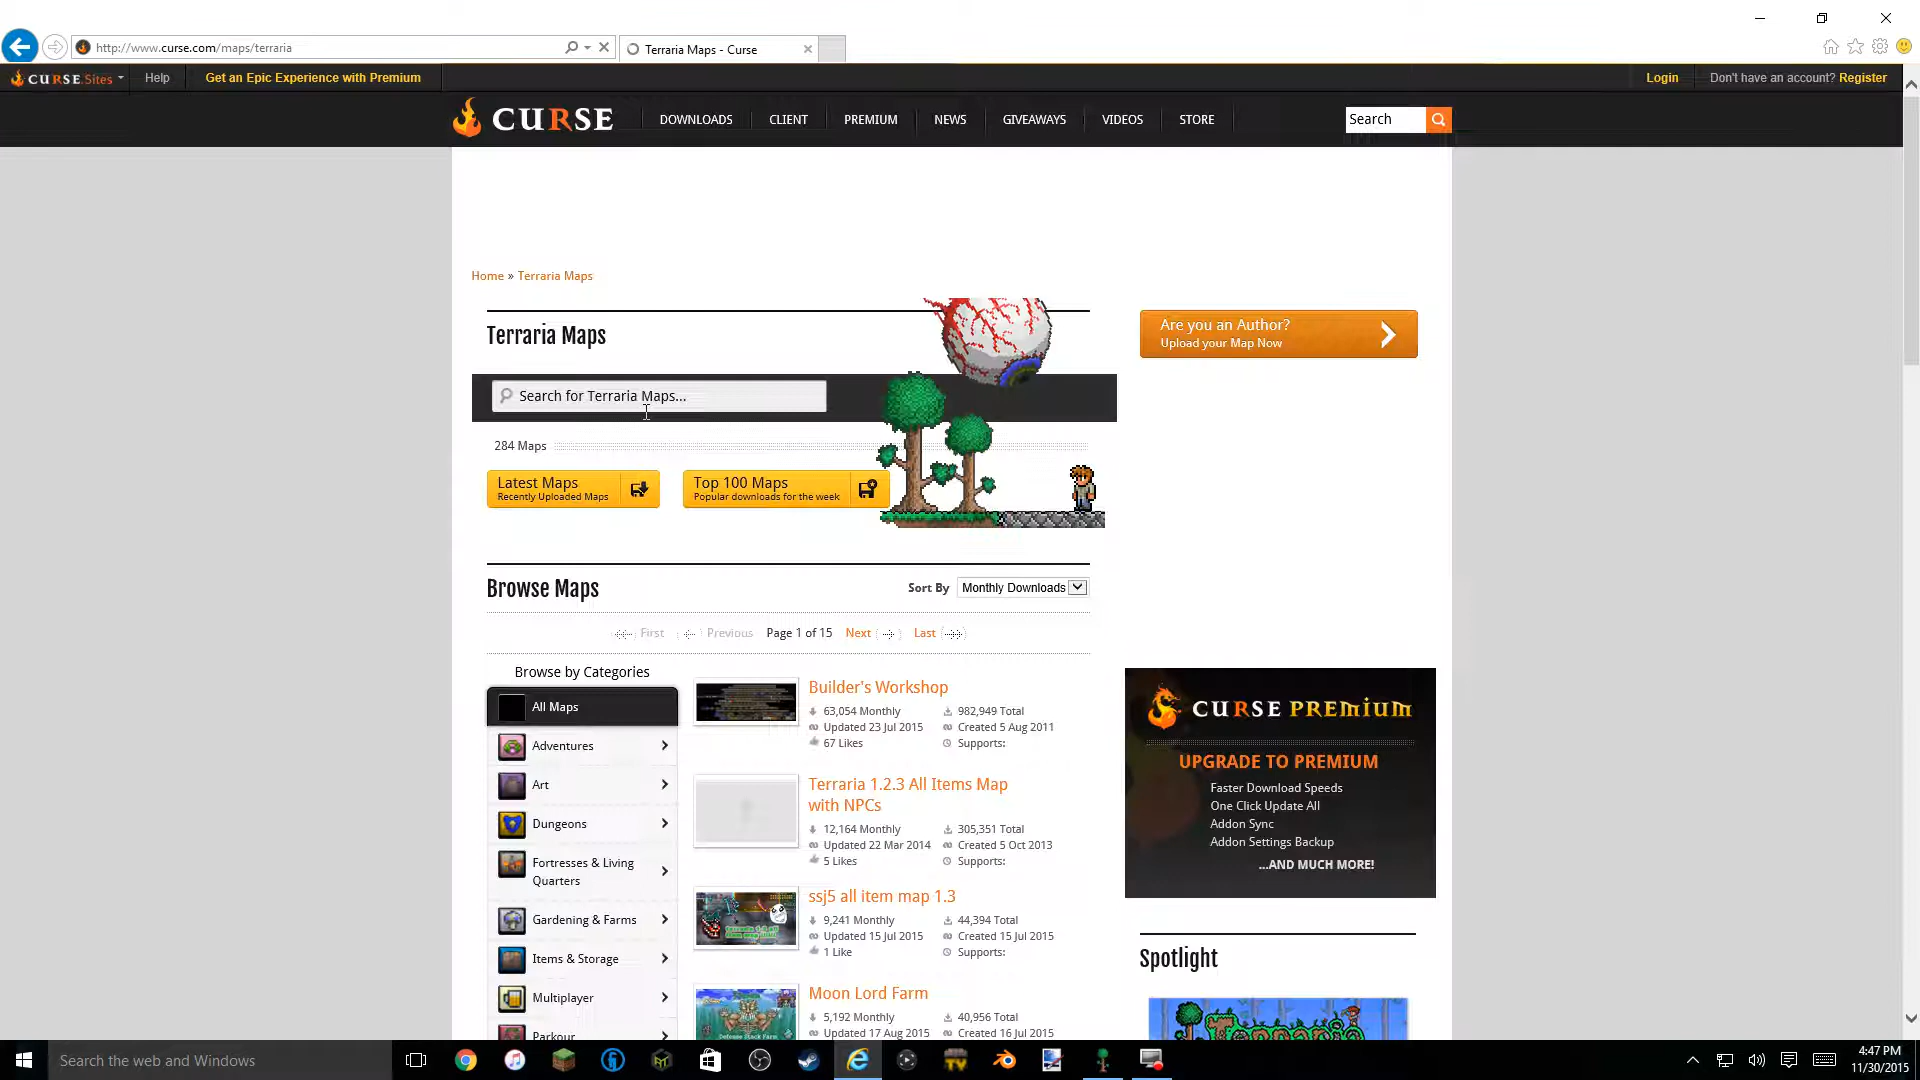 http://www.curse.com/maps/terraria
Terraria Maps - Curse
CURSE Sites
Help
Get an Epic Experience with Premium
Login
Don't have an account? Register
CURSE
DOWNLOADS
CLIENT
PREMIUM
NEWS
GIVEAWAYS
VIDEOS
STORE
Search
Home » Terraria Maps
Terraria Maps
Are you an Author?
Upload your Map Now
Search for Terraria Maps...
284 Maps
Latest Maps
Recently Uploaded Maps
Top 100 Maps
Popular downloads for the week
Browse Maps
Sort By Monthly Downloads
First Previous Page 1 of 15 Next Last
Browse by Categories
All Maps
Adventures
Art
Dungeons
Fortresses & Living
Quarters
Gardening & Farms
Items & Storage
Multiplayer
Parkour
Builder's Workshop
63,054 Monthly 982,949 Total
Updated 23 Jul 2015 Created 5 Aug 2011
67 Likes Supports:
Terraria 1.2.3 All Items Map
with NPCs
12,164 Monthly 305,351 Total
Updated 22 Mar 2014 Created 5 Oct 2013
5 Likes Supports:
ssj5 all item map 1.3
9,241 Monthly 44,394 Total
Updated 15 Jul 2015 Created 15 Jul 2015
1 Like Supports:
Moon Lord Farm
5,192 Monthly 40,956 Total
Updated 17 Aug 2015 Created 16 Jul 2015
CURSE PREMIUM
UPGRADE TO PREMIUM
Faster Download Speeds
One Click Update All
Addon Sync
Addon Settings Backup
...AND MUCH MORE!
Spotlight
Terraria
Search the web and Windows
TV
4:47 PM
11/30/2015